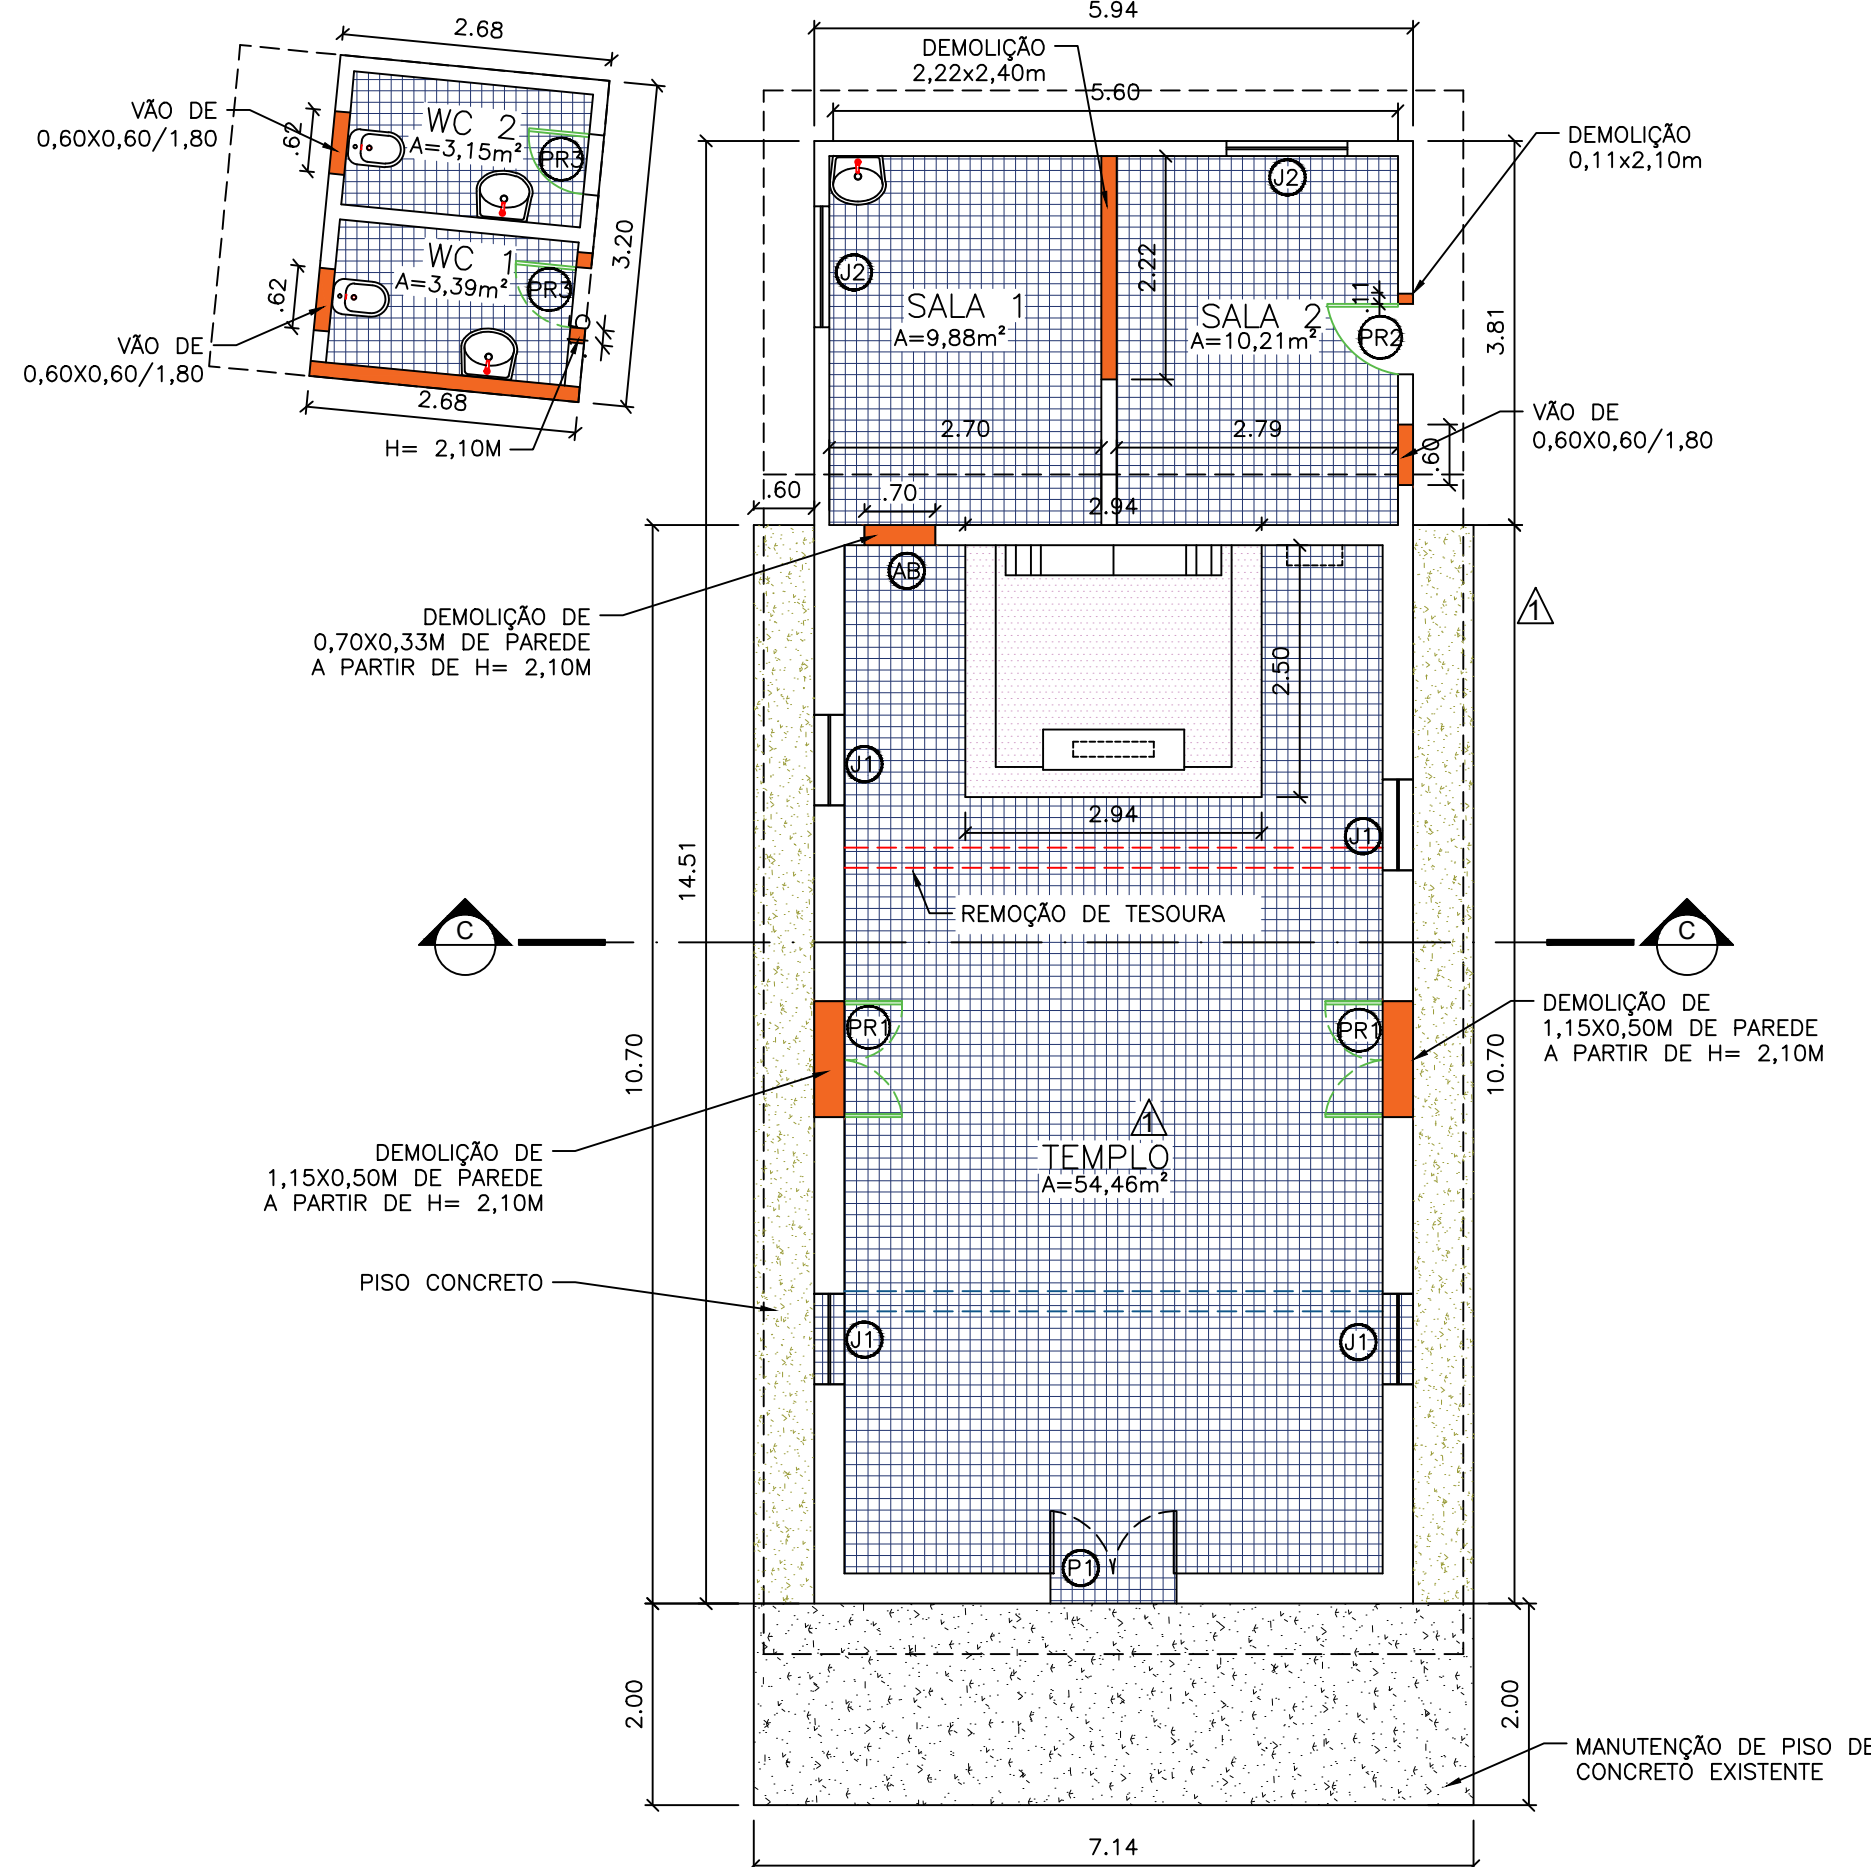 5.94
2.68
DEMOLIÇÃO
2,22x2,40m
5.60
VÃO DE
0,60X0,60/1,80
.62
WC 2
A=3,15m²
PR3
DEMOLIÇÃO
0,11x2,10m
J2
3.20
WC 1
A=3,39m²
PR3
.62
.15
J2
2.22
SALA 1
A=9,88m²
SALA 2
A=10,21m²
.11
PR2
3.81
VÃO DE
0,60X0,60/1,80
2.68
H= 2,10M
2.70
2.79
VÃO DE
0,60X0,60/1,80
.60
.60
.70
2.94
AB
DEMOLIÇÃO DE
0,70X0,33M DE PAREDE
A PARTIR DE H= 2,10M
1
2.50
J1
2.94
J1
14.51
REMOÇÃO DE TESOURA
C
C
PR1
PR1
DEMOLIÇÃO DE
1,15X0,50M DE PAREDE
A PARTIR DE H= 2,10M
10.70
10.70
1
TEMPLO
A=54,46m²
DEMOLIÇÃO DE
1,15X0,50M DE PAREDE
A PARTIR DE H= 2,10M
PISO CONCRETO
J1
J1
P1
2.00
2.00
MANUTENÇÃO DE PISO DE
CONCRETO EXISTENTE
7.14